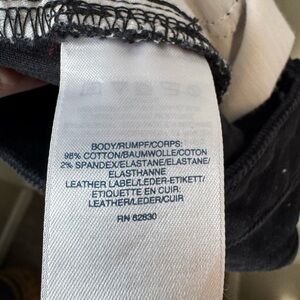 BODY/RUMPF/CORPS:
98% COTTON/BAUMWOLLE/COTON
2% SPANDEX/ELASTANE/ELASTANE/
ELASTHANNE
LEATHER LABEL/LEDER-ETIKETT/
ETIQUETTE EN CUIR:
LEATHER/LEDER/CUIR
RN 62830